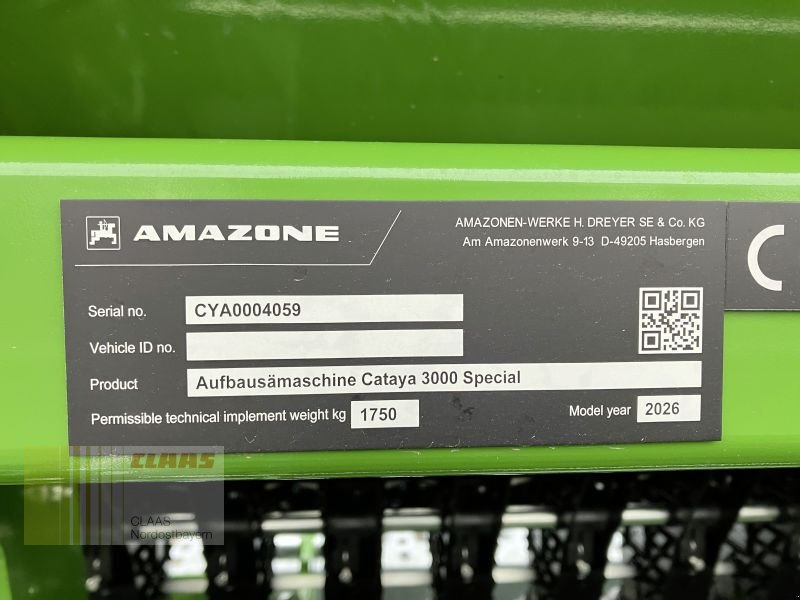 AMAZONE
AMAZONEN-WERKE H. DREYER SE & Co. KG
Am Amazonenwerk 9-13 D-49205 Hasbergen
CE
Serial no. CYA0004059
Vehicle ID no.
Product Aufbausämaschine Cataya 3000 Special
Permissible technical implement weight kg 1750 Model year 2026
CLAAS
CLAAS
Nordostbayern